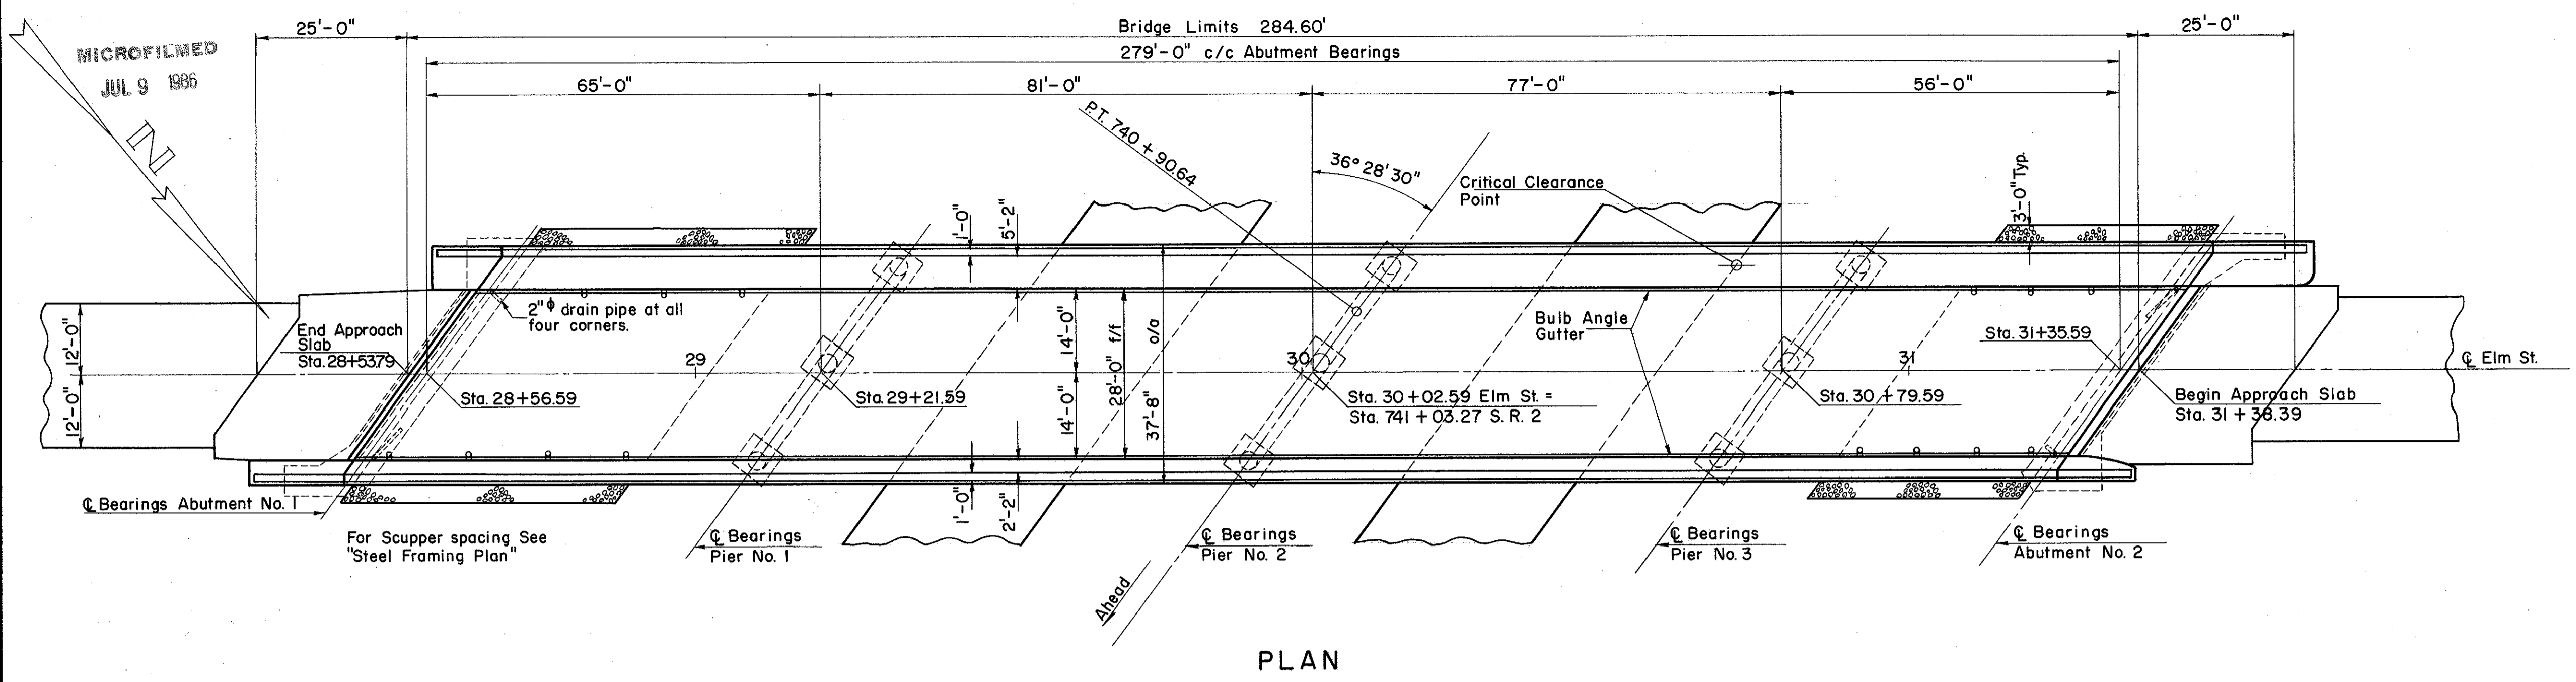 25'-0"
Bridge Limits 284.60'
25'-0"
MICROFILMED
JUL 9 1986
279'-0" c/c Abutment Bearings
65'-0"
81'-0"
77'-0"
56'-0"
N
P.T. 740 + 90.64
36° 28' 30"
Critical Clearance
Point
3'-0" Typ.
1'-0"
5'-2"
2"ϕ drain pipe at all
four corners.
End Approach
Slab
Sta. 28+53.79
12'-0"
12'-0"
29
14'-0"
14'-0"
28'-0" f/f
37'-8" o/o
30
Bulb Angle
Gutter
Sta. 31+35.59
31
℄ Elm St.
Sta. 28+56.59
Sta. 29+21.59
Sta. 30+02.59 Elm St. =
Sta. 741+03.27 S.R. 2
Sta. 30+79.59
Begin Approach Slab
Sta. 31+38.39
℄ Bearings Abutment No. 1
1'-0"
2'-2"
For Scupper spacing See
"Steel Framing Plan"
℄ Bearings
Pier No. 1
℄ Bearings
Pier No. 2
℄ Bearings
Pier No. 3
℄ Bearings
Abutment No. 2
Ahead
PLAN